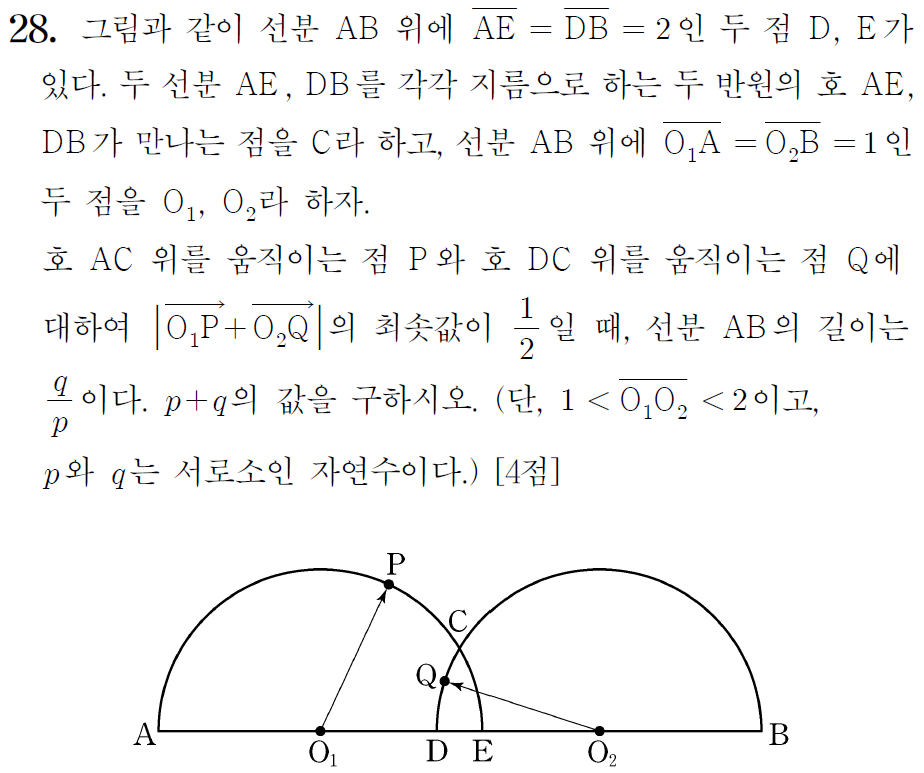 28. 그림과 같이 선분 AB 위에 $\overline{AE} = \overline{DB} = 2$인 두 점 D, E가
있다. 두 선분 AE, DB를 각각 지름으로 하는 두 반원의 호 AE,
DB가 만나는 점을 C라 하고, 선분 AB 위에 $\overline{O_1A} = \overline{O_2B} = 1$인
두 점을 $O_1$, $O_2$라 하자.
호 AC 위를 움직이는 점 P와 호 DC 위를 움직이는 점 Q에
대하여 $|\overrightarrow{O_1P} + \overrightarrow{O_2Q}|$의 최솟값이 $\frac{1}{2}$일 때, 선분 AB의 길이는
$\frac{q}{p}$이다. $p+q$의 값을 구하시오. (단, $1 < \overline{O_1O_2} < 2$이고,
$p$와 $q$는 서로소인 자연수이다.) [4점]
P
C
Q
A
$O_1$
D
E
$O_2$
B